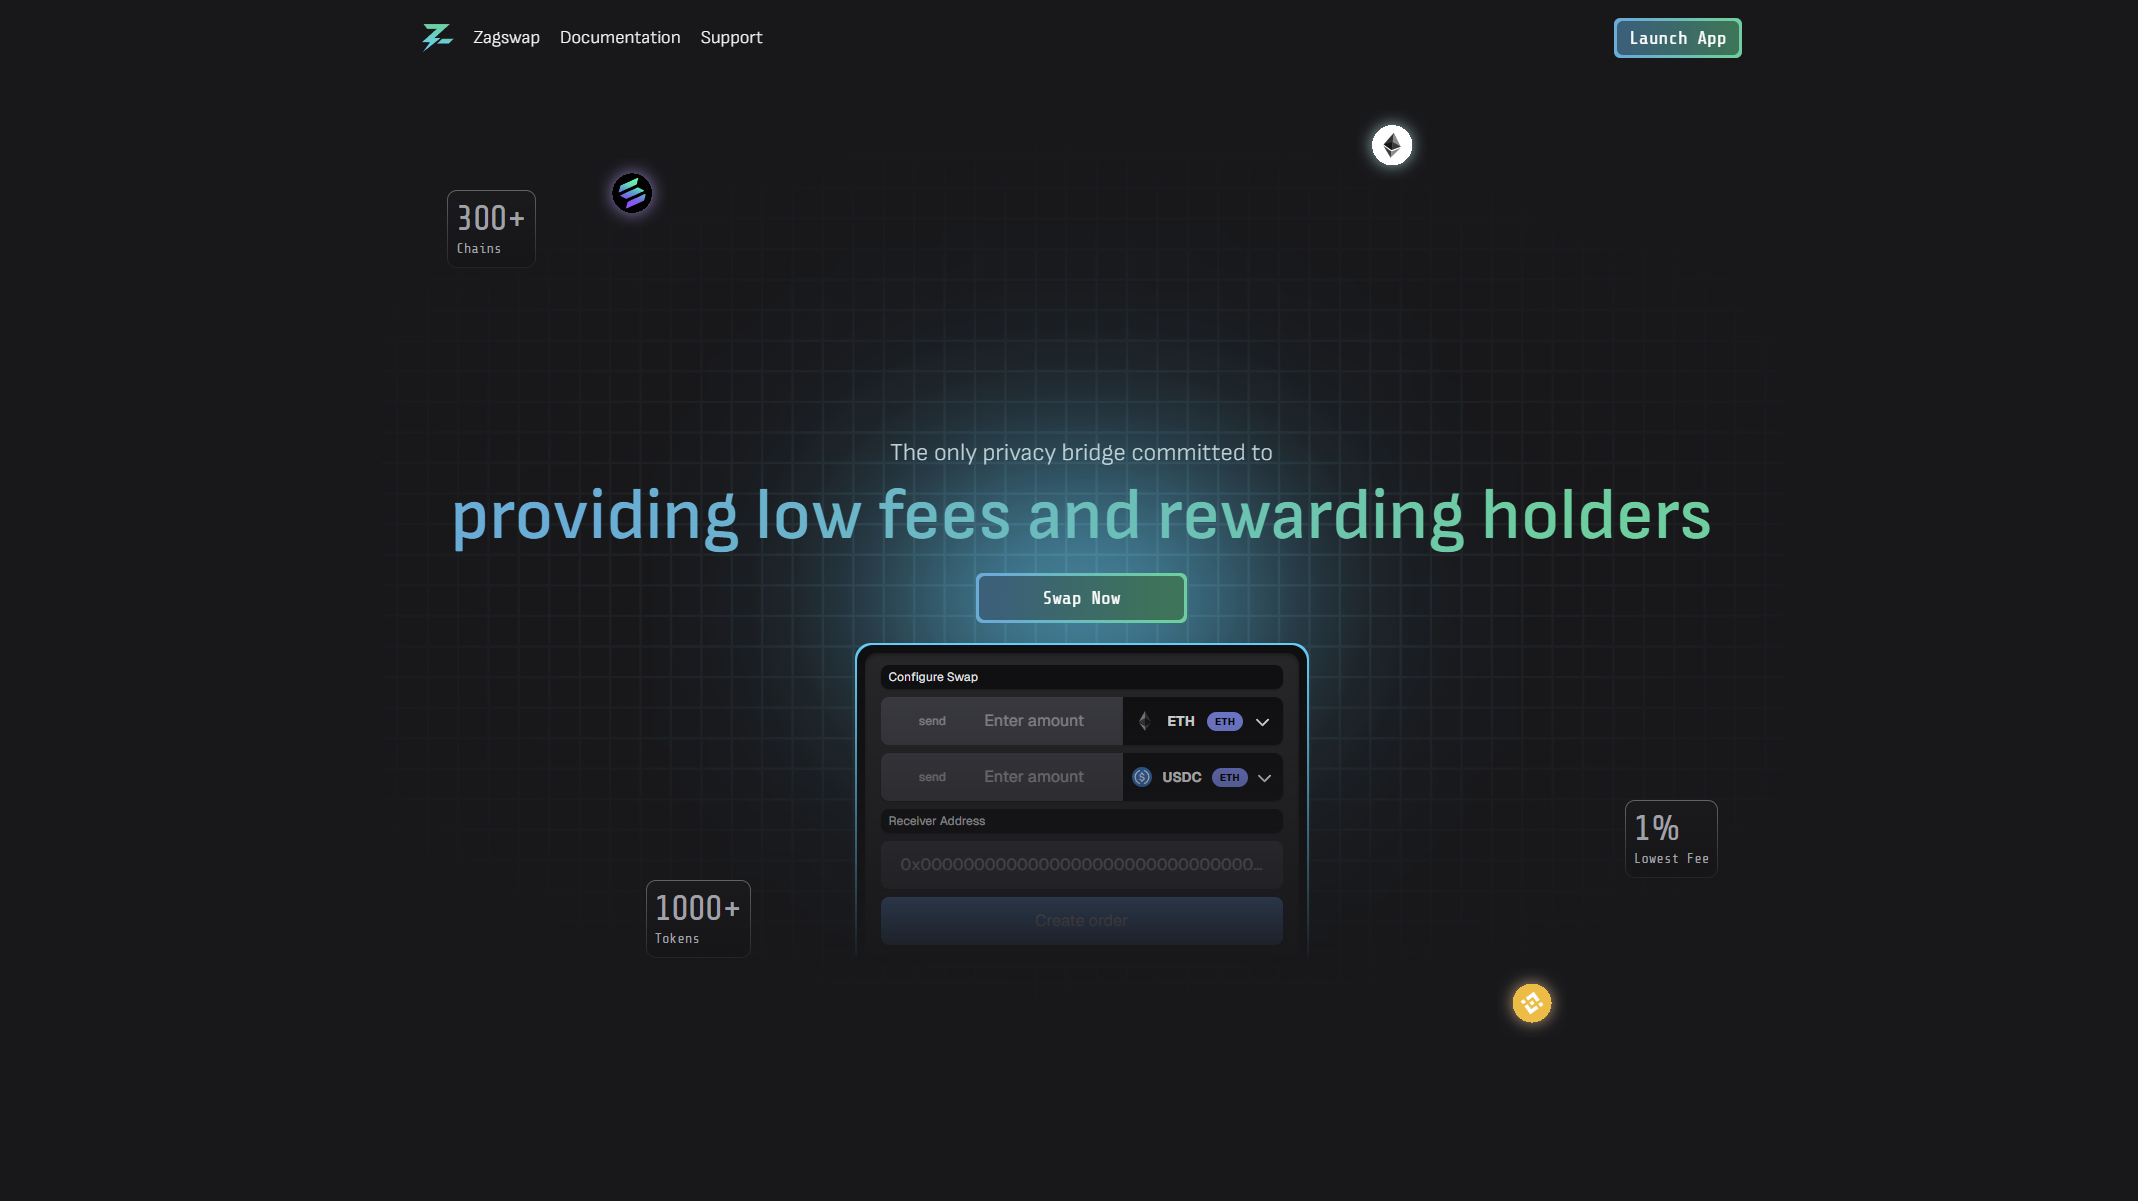 Zagswap
Documentation
Support
Launch App
300+
Chains
The only privacy bridge committed to
providing low fees and rewarding holders
Swap Now
Configure Swap
send Enter amount ETH ETH
send Enter amount USDC ETH
Receiver Address
Create order
1%
Lowest Fee
1000+
Tokens